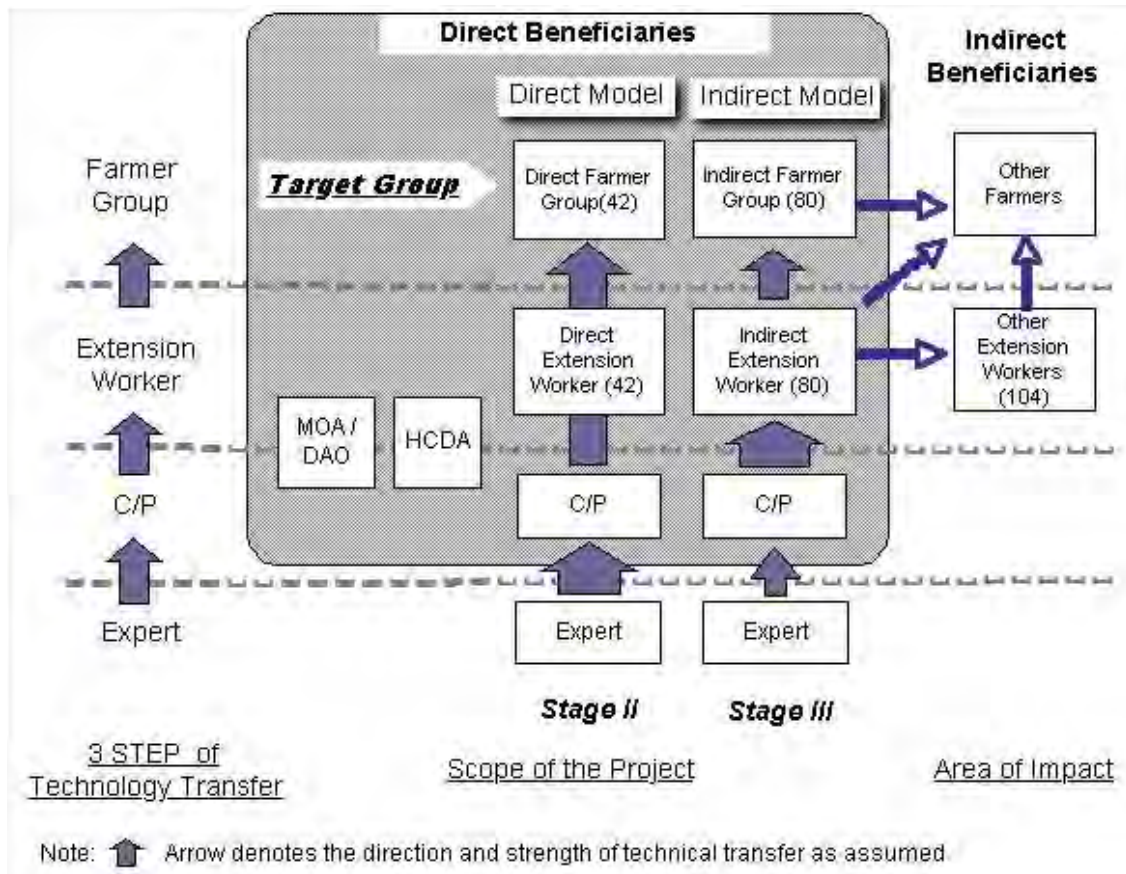 Direct Beneficiaries
Indirect
Beneficiaries
Direct Model
Indirect Model
Farmer
Group
Target Group
Direct Farmer
Group(42)
Indirect Farmer
Group (80)
Other
Farmers
Extension
Worker
Direct
Extension
Worker (42)
Indirect
Extension
Worker (80)
Other
Extension
Workers
(104)
MOA /
DAO
HCDA
C/P
C/P
C/P
Expert
Expert
Expert
Stage II
Stage III
3 STEP of
Technology Transfer
Scope of the Project
Area of Impact
Note: Arrow denotes the direction and strength of technical transfer as assumed